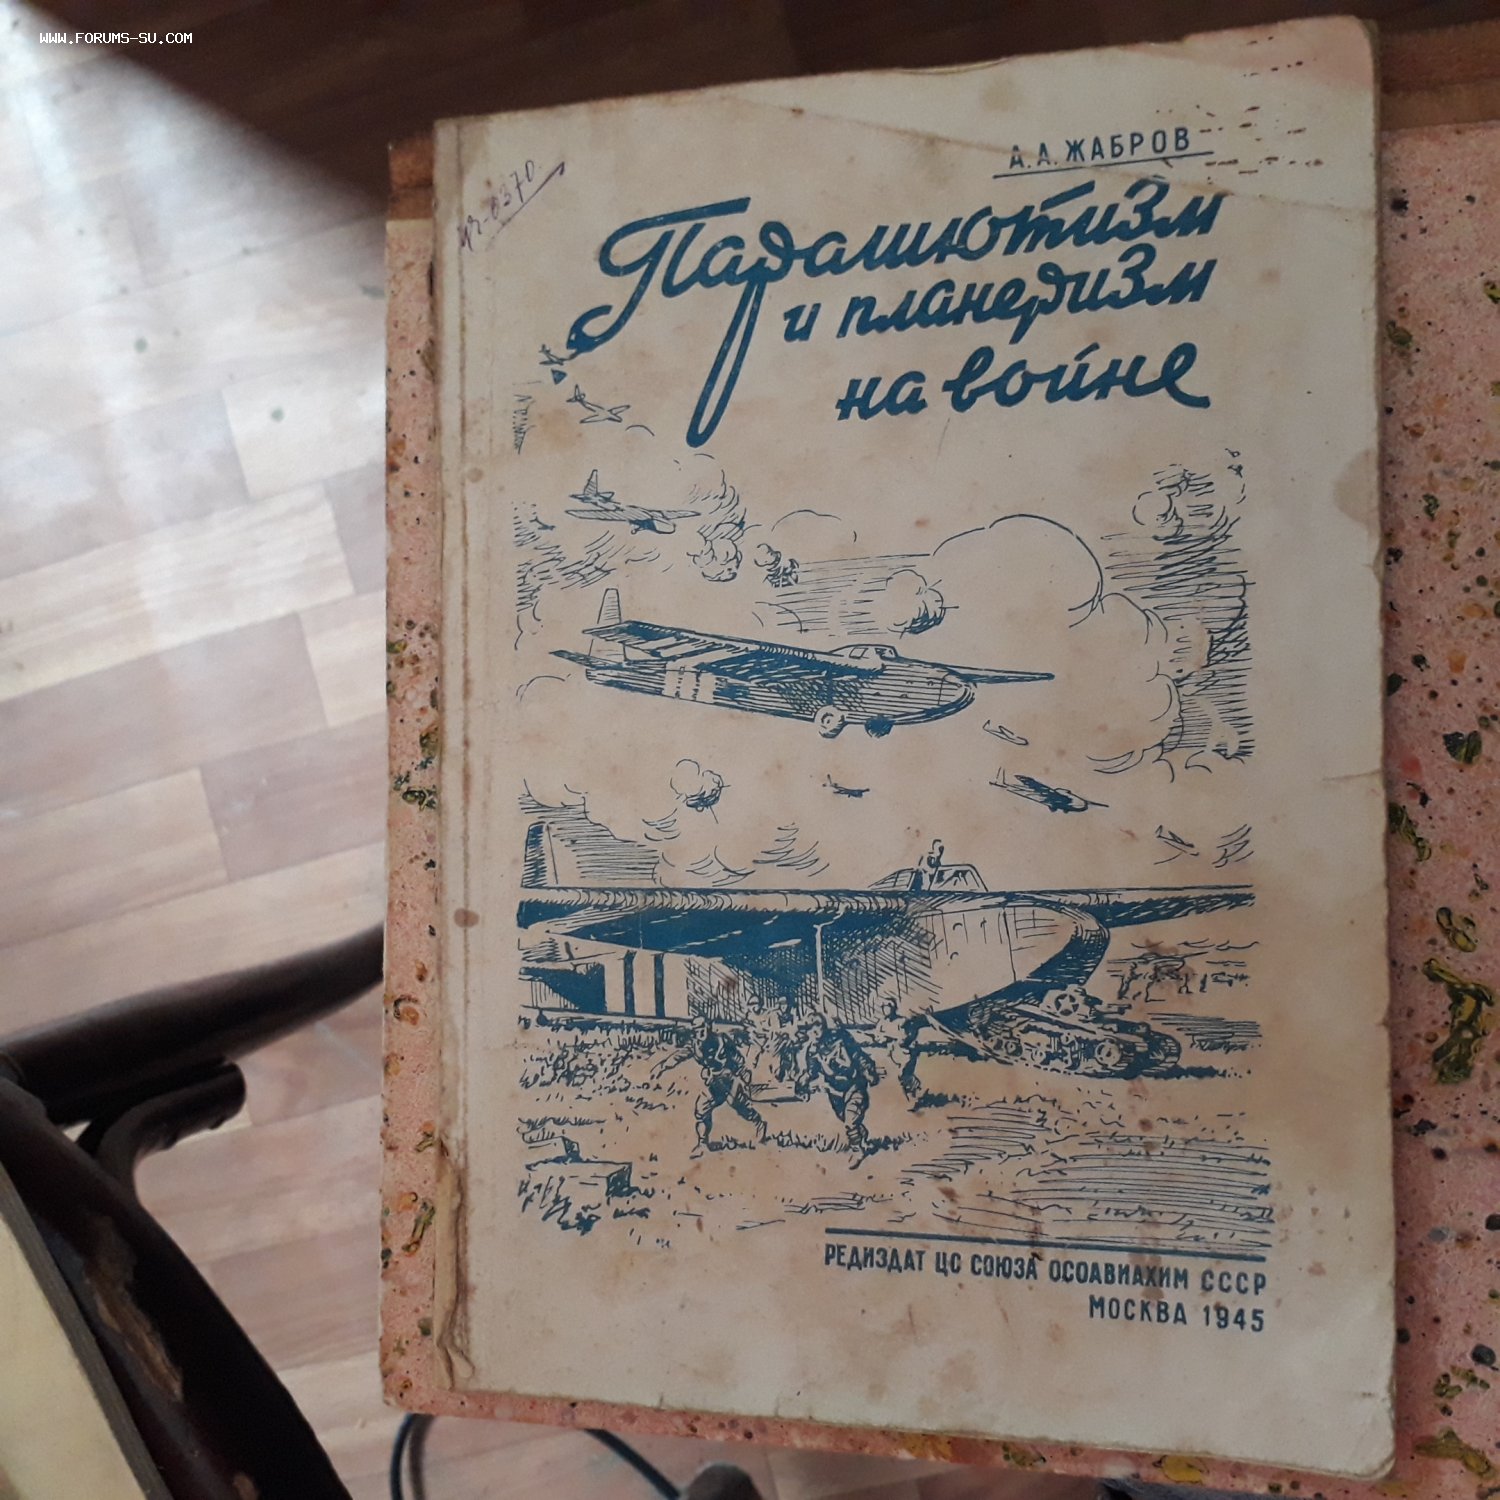 WWW.FORUMS-SU.COM
А. А. ЖАБРОВ
Парашютизм
и планеризм
на войне
РЕДИЗДАТ ЦС СОЮЗА ОСОАВИАХИМ СССР
МОСКВА 1945